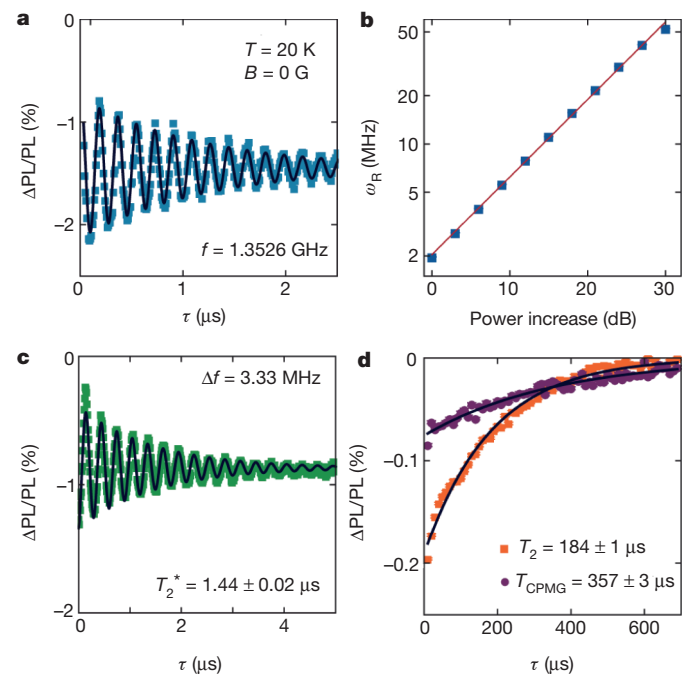 a
0
−1
−2
ΔPL/PL (%)
T = 20 K
B = 0 G
f = 1.3526 GHz
0 1 2
τ (μs)
b
50
20
10
5
2
ω_R (MHz)
0 10 20 30
Power increase (dB)
c
0
−1
−2
ΔPL/PL (%)
Δf = 3.33 MHz
T₂* = 1.44 ± 0.02 μs
0 2 4
τ (μs)
d
0
−0.1
−0.2
ΔPL/PL (%)
T₂ = 184 ± 1 μs
T_CPMG = 357 ± 3 μs
0 200 400 600
τ (μs)